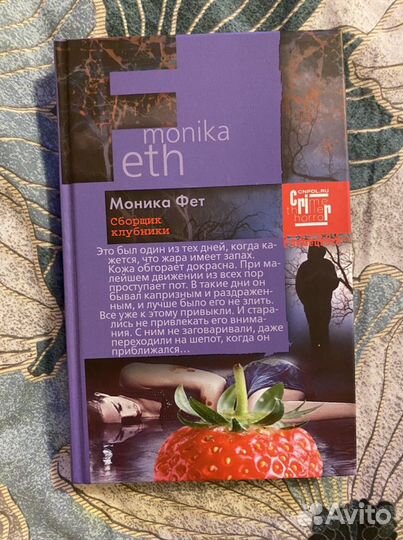 monika
feth
Моника Фет
Сборщик
клубники
CNPOL.RU
crime
thriller
horror
Это был один из тех дней, когда ка-
жется, что жара имеет запах.
Кожа обгорает докрасна. При ма-
лейшем движении из всех пор
проступает пот. В такие дни он
бывал капризным и раздражен-
ным, и лучше было его не злить.
Все уже к этому привыкли. И стара-
лись не привлекать его внима-
ния. С ним не заговаривали, даже
переходили на шепот, когда он
приближался...
Avito